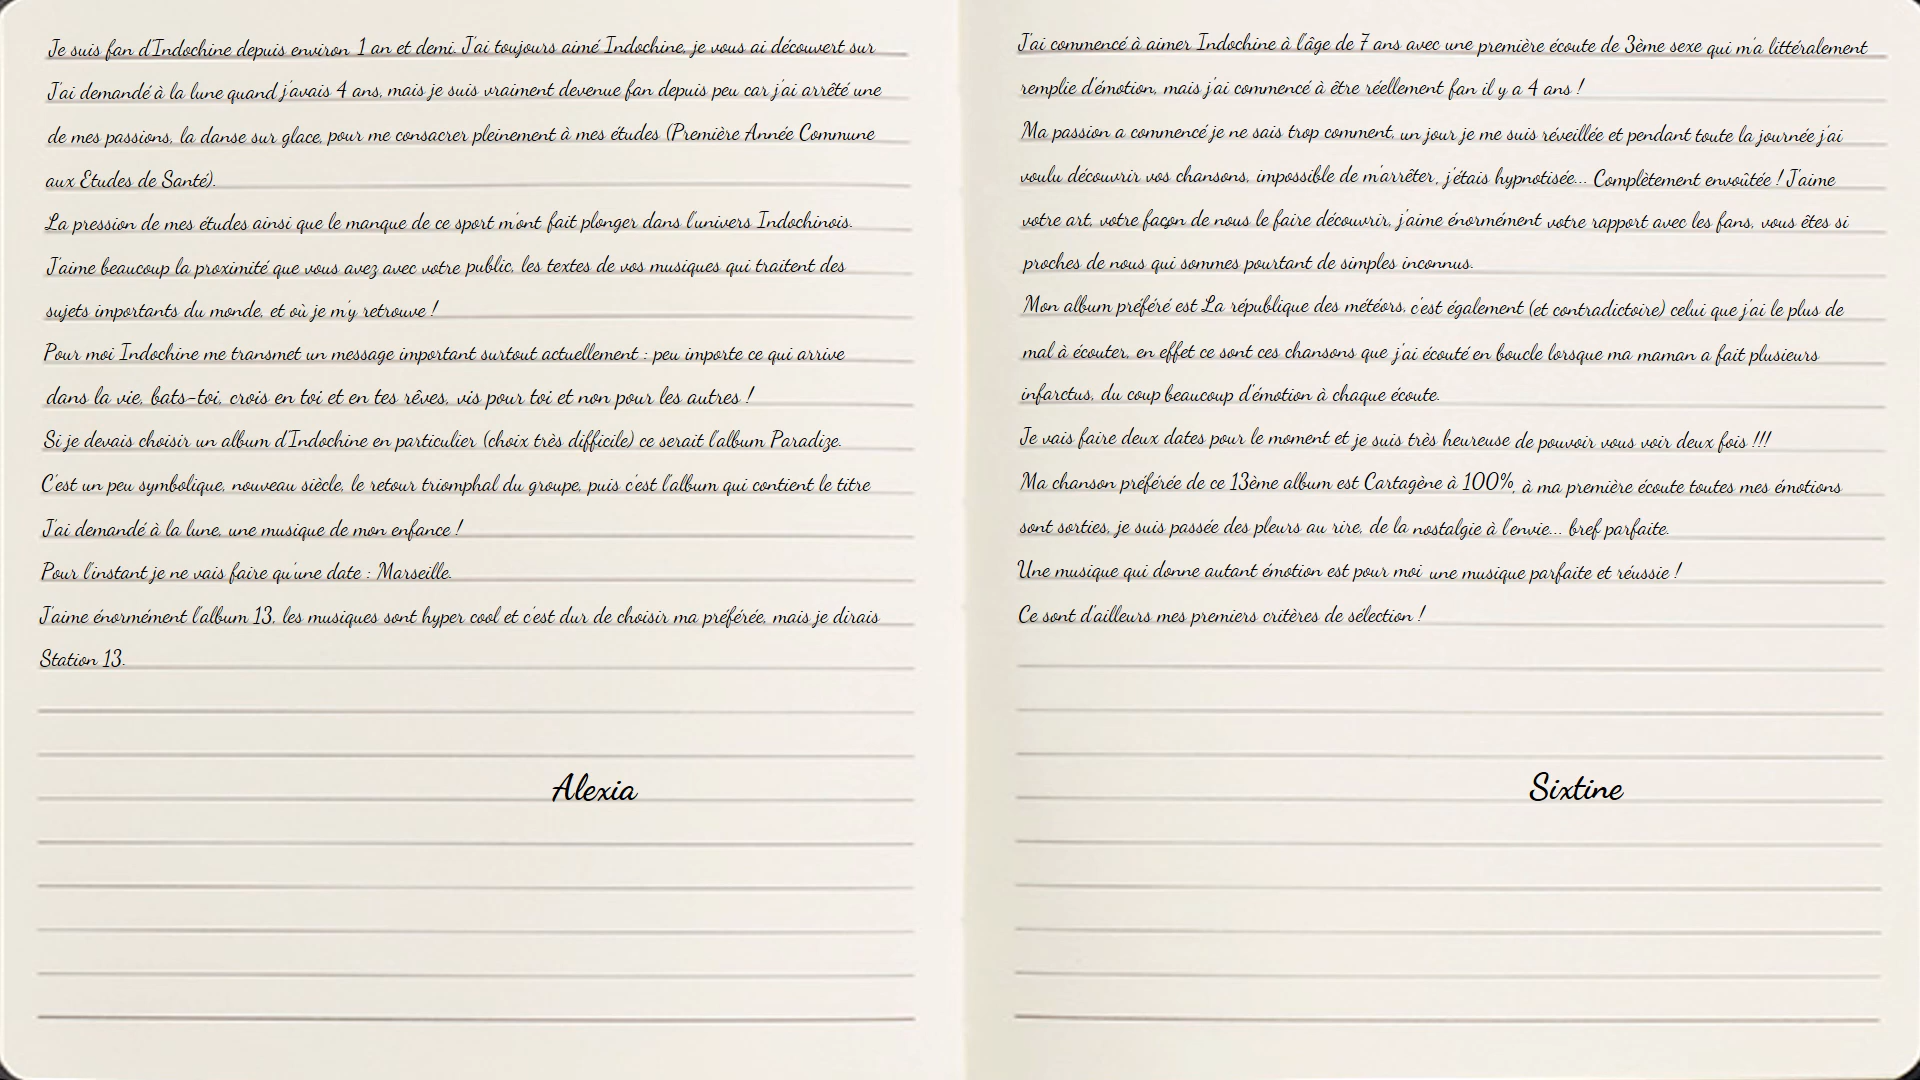 Je suis fan d'Indochine depuis environ 1 an et demi. J'ai toujours aimé Indochine, je vous ai découvert sur
J'ai demandé à la lune quand j'avais 4 ans, mais je suis vraiment devenue fan depuis peu car j'ai arrêté une
de mes passions, la danse sur glace, pour me consacrer pleinement à mes études (Première Année Commune
aux Etudes de Santé).
La pression de mes études ainsi que le manque de ce sport m'ont fait plonger dans l'univers Indochinois.
J'aime beaucoup la proximité que vous avez avec votre public, les textes de vos musiques qui traitent des
sujets importants du monde, et où je m'y retrouve !
Pour moi Indochine me transmet un message important surtout actuellement : peu importe ce qui arrive
dans la vie, bats-toi, crois en toi et en tes rêves, vis pour toi et non pour les autres !
Si je devais choisir un album d'Indochine en particulier (choix très difficile) ce serait l'album Paradize.
C'est un peu symbolique, nouveau siècle, le retour triomphal du groupe, puis c'est l'album qui contient le titre
J'ai demandé à la lune, une musique de mon enfance !
Pour l'instant je ne vais faire qu'une date : Marseille.
J'aime énormément l'album 13, les musiques sont hyper cool et c'est dur de choisir ma préférée, mais je dirais
Station 13.
Alexia
J'ai commencé à aimer Indochine à l'âge de 7 ans avec une première écoute de 3ème sexe qui m'a littéralement
remplie d'émotion, mais j'ai commencé à être réellement fan il y a 4 ans !
Ma passion a commencé je ne sais trop comment, un jour je me suis réveillée et pendant toute la journée j'ai
voulu découvrir vos chansons, impossible de m'arrêter, j'étais hypnotisée... Complètement envoûtée ! J'aime
votre art, votre façon de nous le faire découvrir, j'aime énormément votre rapport avec les fans, vous êtes si
proches de nous qui sommes pourtant de simples inconnus.
Mon album préféré est La république des météors, c'est également (et contradictoire) celui que j'ai le plus de
mal à écouter, en effet ce sont ces chansons que j'ai écouté en boucle lorsque ma maman a fait plusieurs
infarctus, du coup beaucoup d'émotion à chaque écoute.
Je vais faire deux dates pour le moment et je suis très heureuse de pouvoir vous voir deux fois !!!
Ma chanson préférée de ce 13ème album est Cartagène à 100%, à ma première écoute toutes mes émotions
sont sorties, je suis passée des pleurs au rire, de la nostalgie à l'envie... bref parfaite.
Une musique qui donne autant émotion est pour moi une musique parfaite et réussie !
Ce sont d'ailleurs mes premiers critères de sélection !
Sixtine